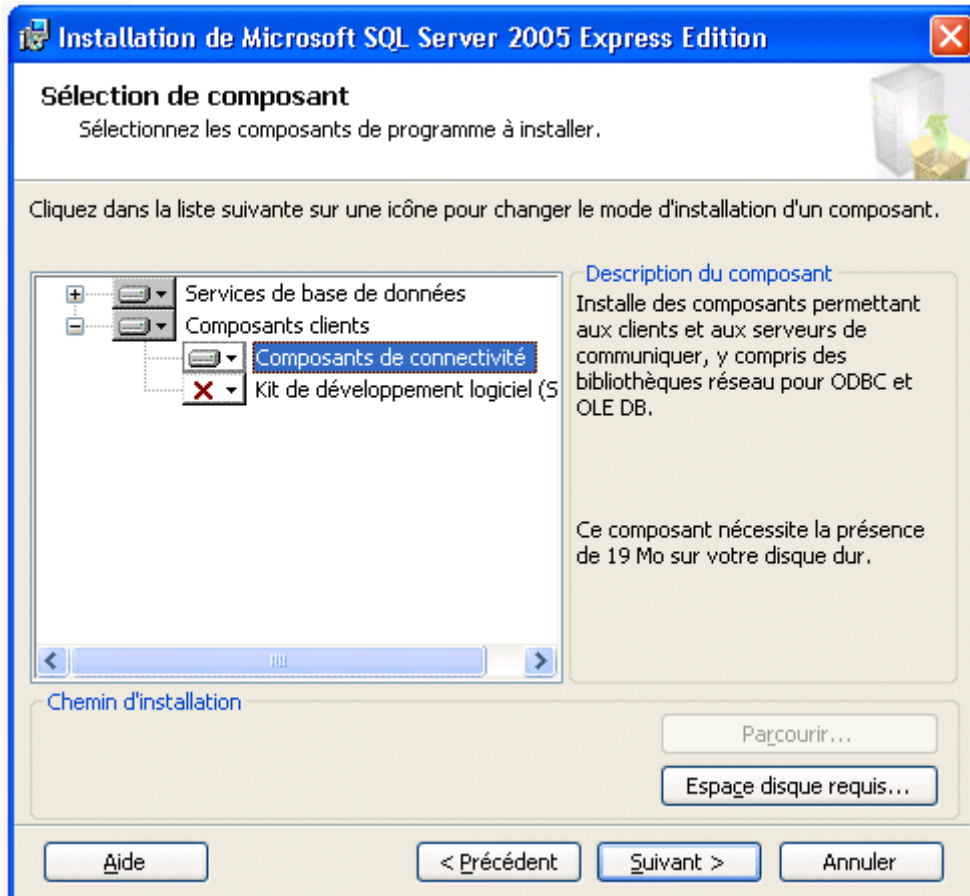 Installation de Microsoft SQL Server 2005 Express Edition
Sélection de composant
Sélectionnez les composants de programme à installer.
Cliquez dans la liste suivante sur une icône pour changer le mode d'installation d'un composant.
Services de base de données
Composants clients
Composants de connectivité
Kit de développement logiciel (S
Description du composant
Installe des composants permettant
aux clients et aux serveurs de
communiquer, y compris des
bibliothèques réseau pour ODBC et
OLE DB.
Ce composant nécessite la présence
de 19 Mo sur votre disque dur.
Chemin d'installation
Parcourir...
Espace disque requis...
Aide
< Précédent
Suivant >
Annuler